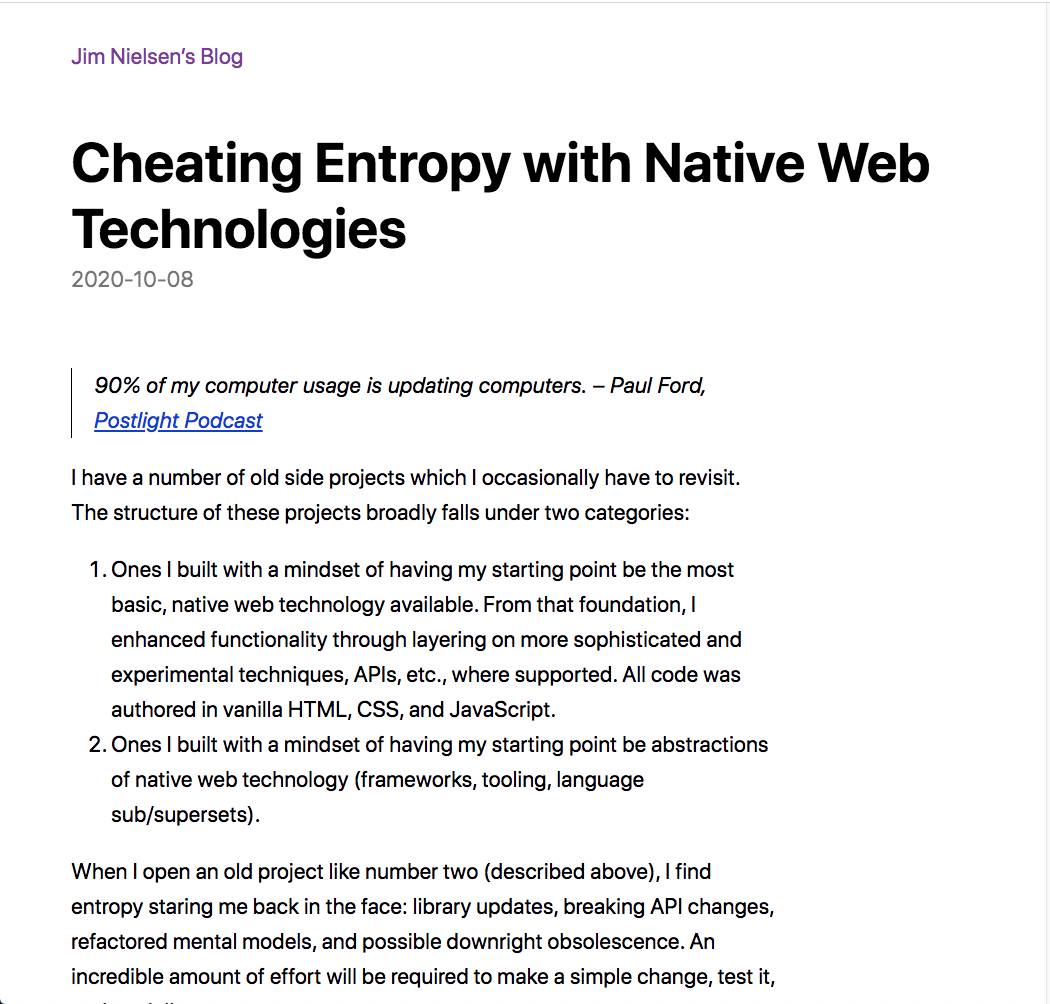 Jim Nielsen's Blog
Cheating Entropy with Native Web
Technologies
2020-10-08
90% of my computer usage is updating computers. – Paul Ford,
Postlight Podcast
I have a number of old side projects which I occasionally have to revisit.
The structure of these projects broadly falls under two categories:
1. Ones I built with a mindset of having my starting point be the most
basic, native web technology available. From that foundation, I
enhanced functionality through layering on more sophisticated and
experimental techniques, APIs, etc., where supported. All code was
authored in vanilla HTML, CSS, and JavaScript.
2. Ones I built with a mindset of having my starting point be abstractions
of native web technology (frameworks, tooling, language
sub/supersets).
When I open an old project like number two (described above), I find
entropy staring me back in the face: library updates, breaking API changes,
refactored mental models, and possible downright obsolescence. An
incredible amount of effort will be required to make a simple change, test it,